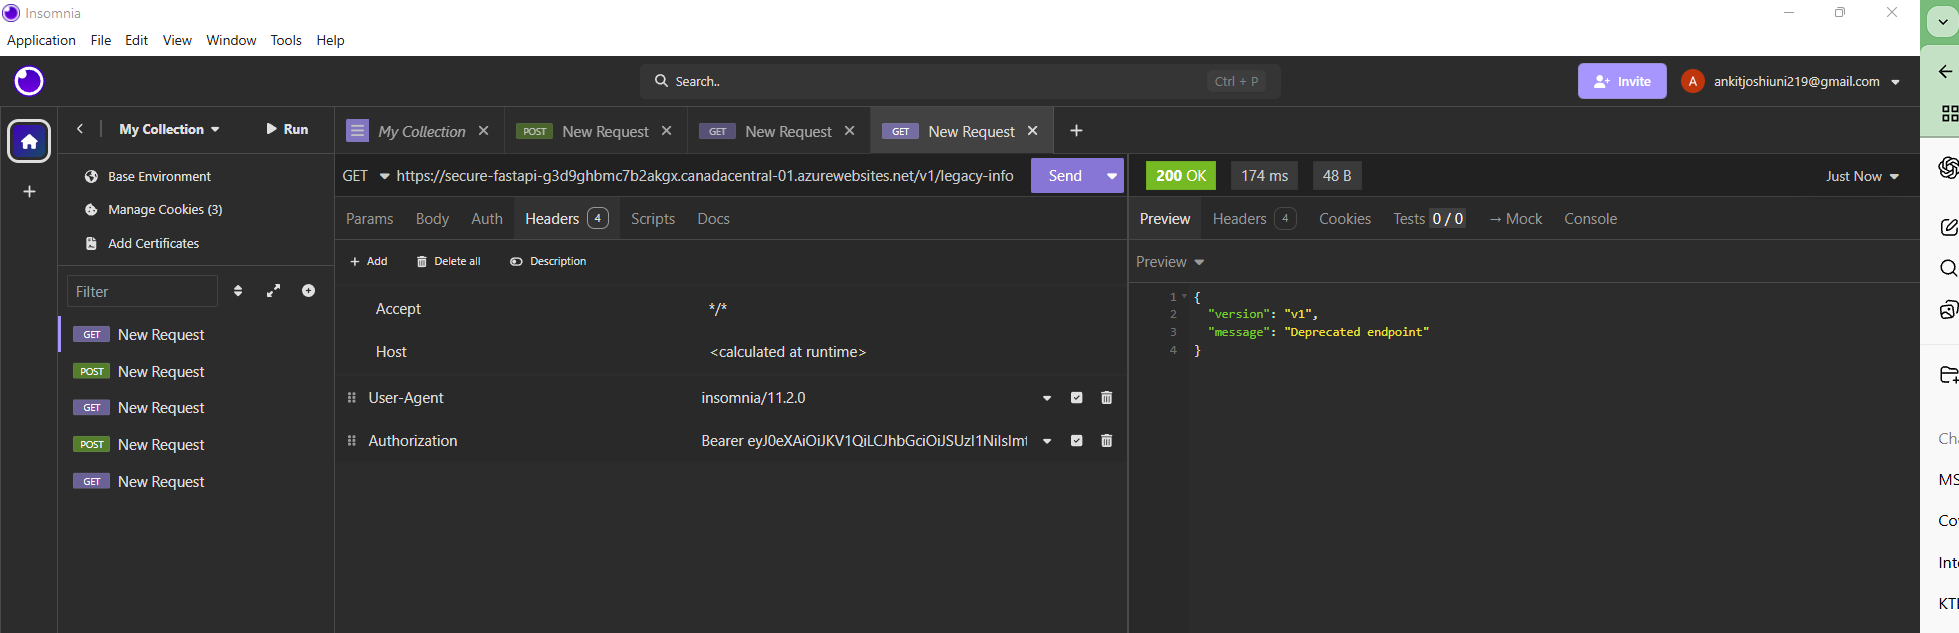 Insomnia
Application File Edit View Window Tools Help
Search.. Ctrl + P
Invite
A ankitjoshiuni219@gmail.com
My Collection Run
My Collection
POST New Request
GET New Request
GET New Request
Base Environment
Manage Cookies (3)
Add Certificates
Filter
GET New Request
POST New Request
GET New Request
POST New Request
GET New Request
GET https://secure-fastapi-g3d9ghbmc7b2akgx.canadacentral-01.azurewebsites.net/v1/legacy-info Send
Params Body Auth Headers 4 Scripts Docs
+ Add Delete all Description
Accept */*
Host <calculated at runtime>
User-Agent insomnia/11.2.0
Authorization Bearer
200 OK 174 ms 48 B Just Now
Preview Headers 4 Cookies Tests 0 / 0 → Mock Console
Preview
1 {
2 "version": "v1",
3 "message": "Deprecated endpoint"
4 }
Cha
MS
Co
Int